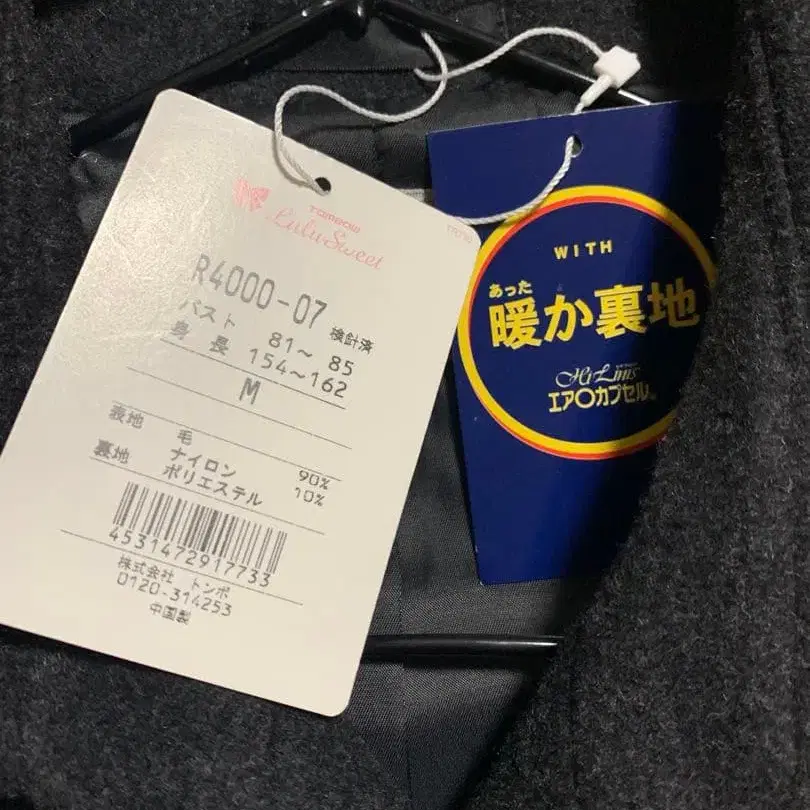 TOMBOW
Lulu Sweet
R4000-07 検針済
バスト 81〜 85
身 長 154〜162
M
表地 毛 90%
ナイロン 10%
裏地 ポリエステル
4531472917733
株式会社 トンボ
0120-314253
中国製
WITH
あった
暖か裏地
Hi Linis
エア〇カプセル